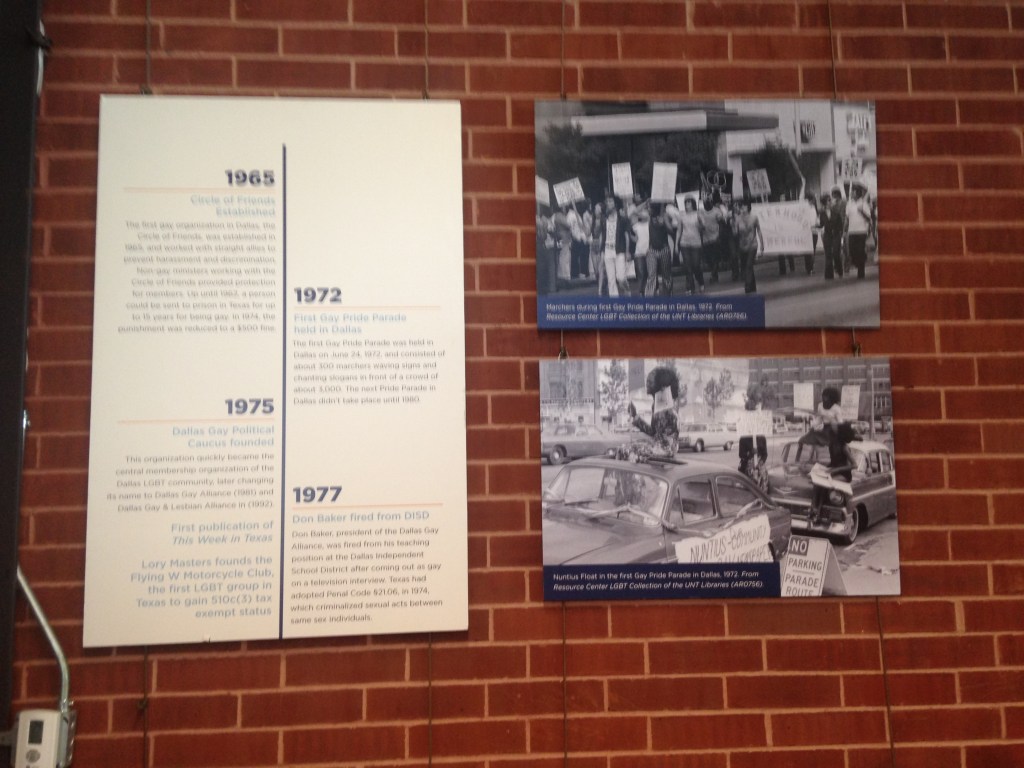 1965
Circle of Friends
Established
The first gay organization in Dallas, the
Circle of Friends, was established in
1965, and worked with straight allies to
prevent harassment and discrimination.
Non-gay ministers working with the
Circle of Friends provided protection
for members. Up until 1962, a person
could be sent to prison in Texas for up
to 15 years for being gay. In 1974, the
punishment was reduced to a $500 fine.
1972
First Gay Pride Parade
held in Dallas
The first Gay Pride Parade was held in
Dallas on June 24, 1972, and consisted of
about 300 marchers waving signs and
chanting slogans in front of a crowd of
about 3,000. The next Pride Parade in
Dallas didn't take place until 1980.
1975
Dallas Gay Political
Caucus founded
This organization quickly became the
central membership organization of the
Dallas LGBT community, later changing
its name to Dallas Gay Alliance (1981) and
Dallas Gay & Lesbian Alliance in (1992).
First publication of
This Week in Texas
Lory Masters founds the
Flying W Motorcycle Club,
the first LGBT group in
Texas to gain 510c(3) tax
exempt status
1977
Don Baker fired from DISD
Don Baker, president of the Dallas Gay
Alliance, was fired from his teaching
position at the Dallas Independent
School District after coming out as gay
on a television interview. Texas had
adopted Penal Code §21.06, in 1974,
which criminalized sexual acts between
same sex individuals.
Marchers during first Gay Pride Parade in Dallas, 1972. From
Resource Center LGBT Collection of the UNT Libraries (AR0756).
NUNTIUS
NO
PARKING
PARADE
ROUTE
Nuntius Float in the first Gay Pride Parade in Dallas, 1972. From
Resource Center LGBT Collection of the UNT Libraries (AR0756).